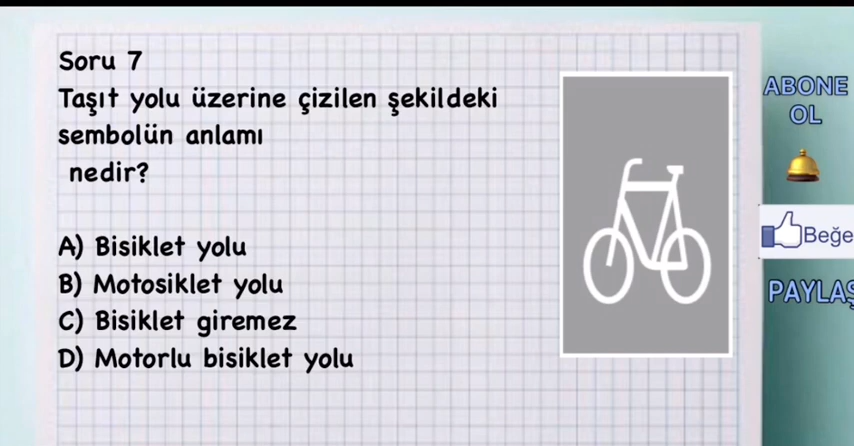 Soru 7
Taşıt yolu üzerine çizilen şekildeki
sembolün anlamı
nedir?
A) Bisiklet yolu
B) Motosiklet yolu
C) Bisiklet giremez
D) Motorlu bisiklet yolu
ABONE
OL
Beğe
PAYLAŞ